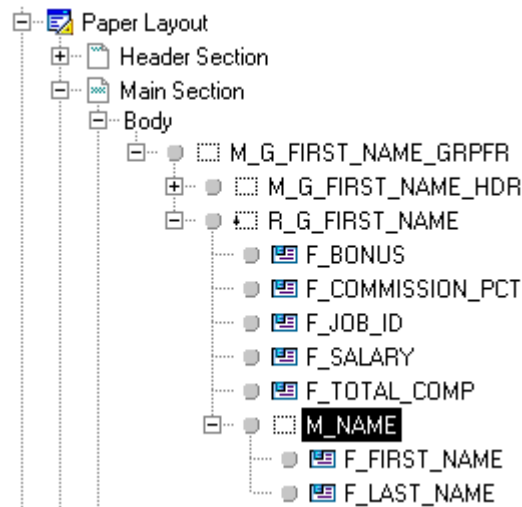 Paper Layout
Header Section
Main Section
Body
M_G_FIRST_NAME_GRPFR
M_G_FIRST_NAME_HDR
R_G_FIRST_NAME
F_BONUS
F_COMMISSION_PCT
F_JOB_ID
F_SALARY
F_TOTAL_COMP
M_NAME
F_FIRST_NAME
F_LAST_NAME